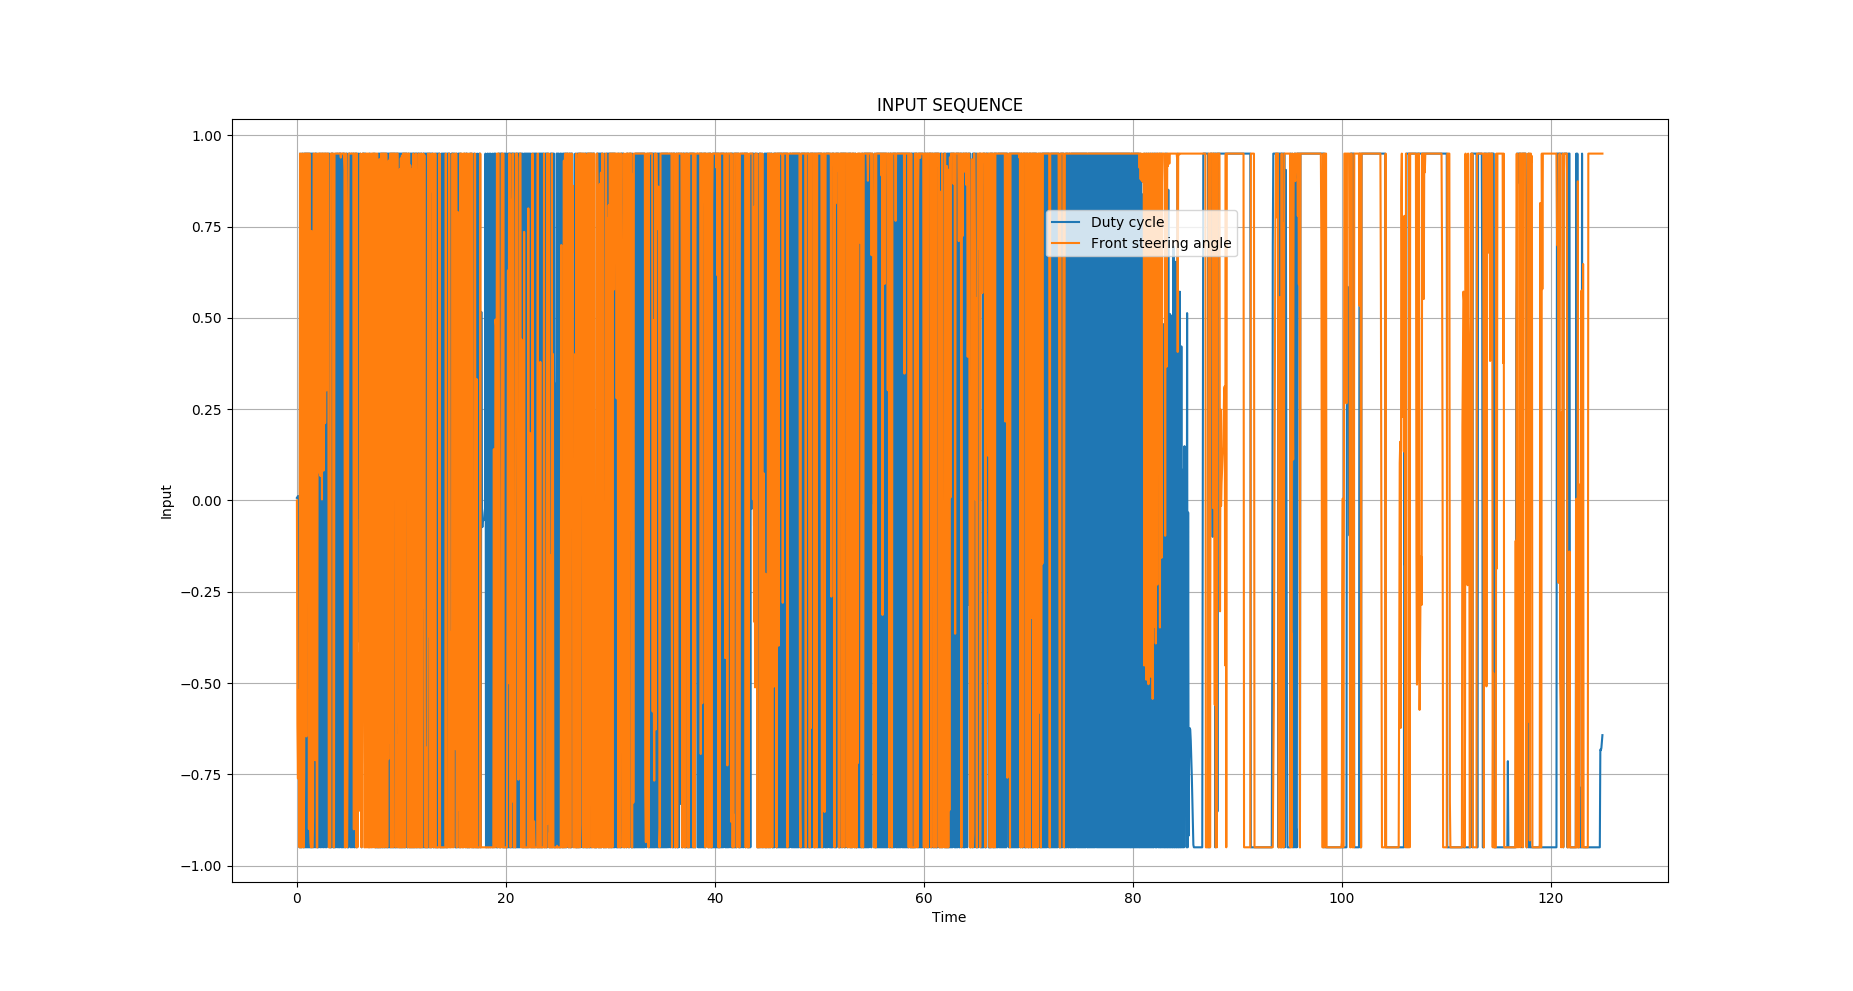 INPUT SEQUENCE
1.00
0.75
0.50
0.25
0.00
−0.25
−0.50
−0.75
−1.00
Input
Duty cycle
Front steering angle
0 20 40 60 80 100 120
Time